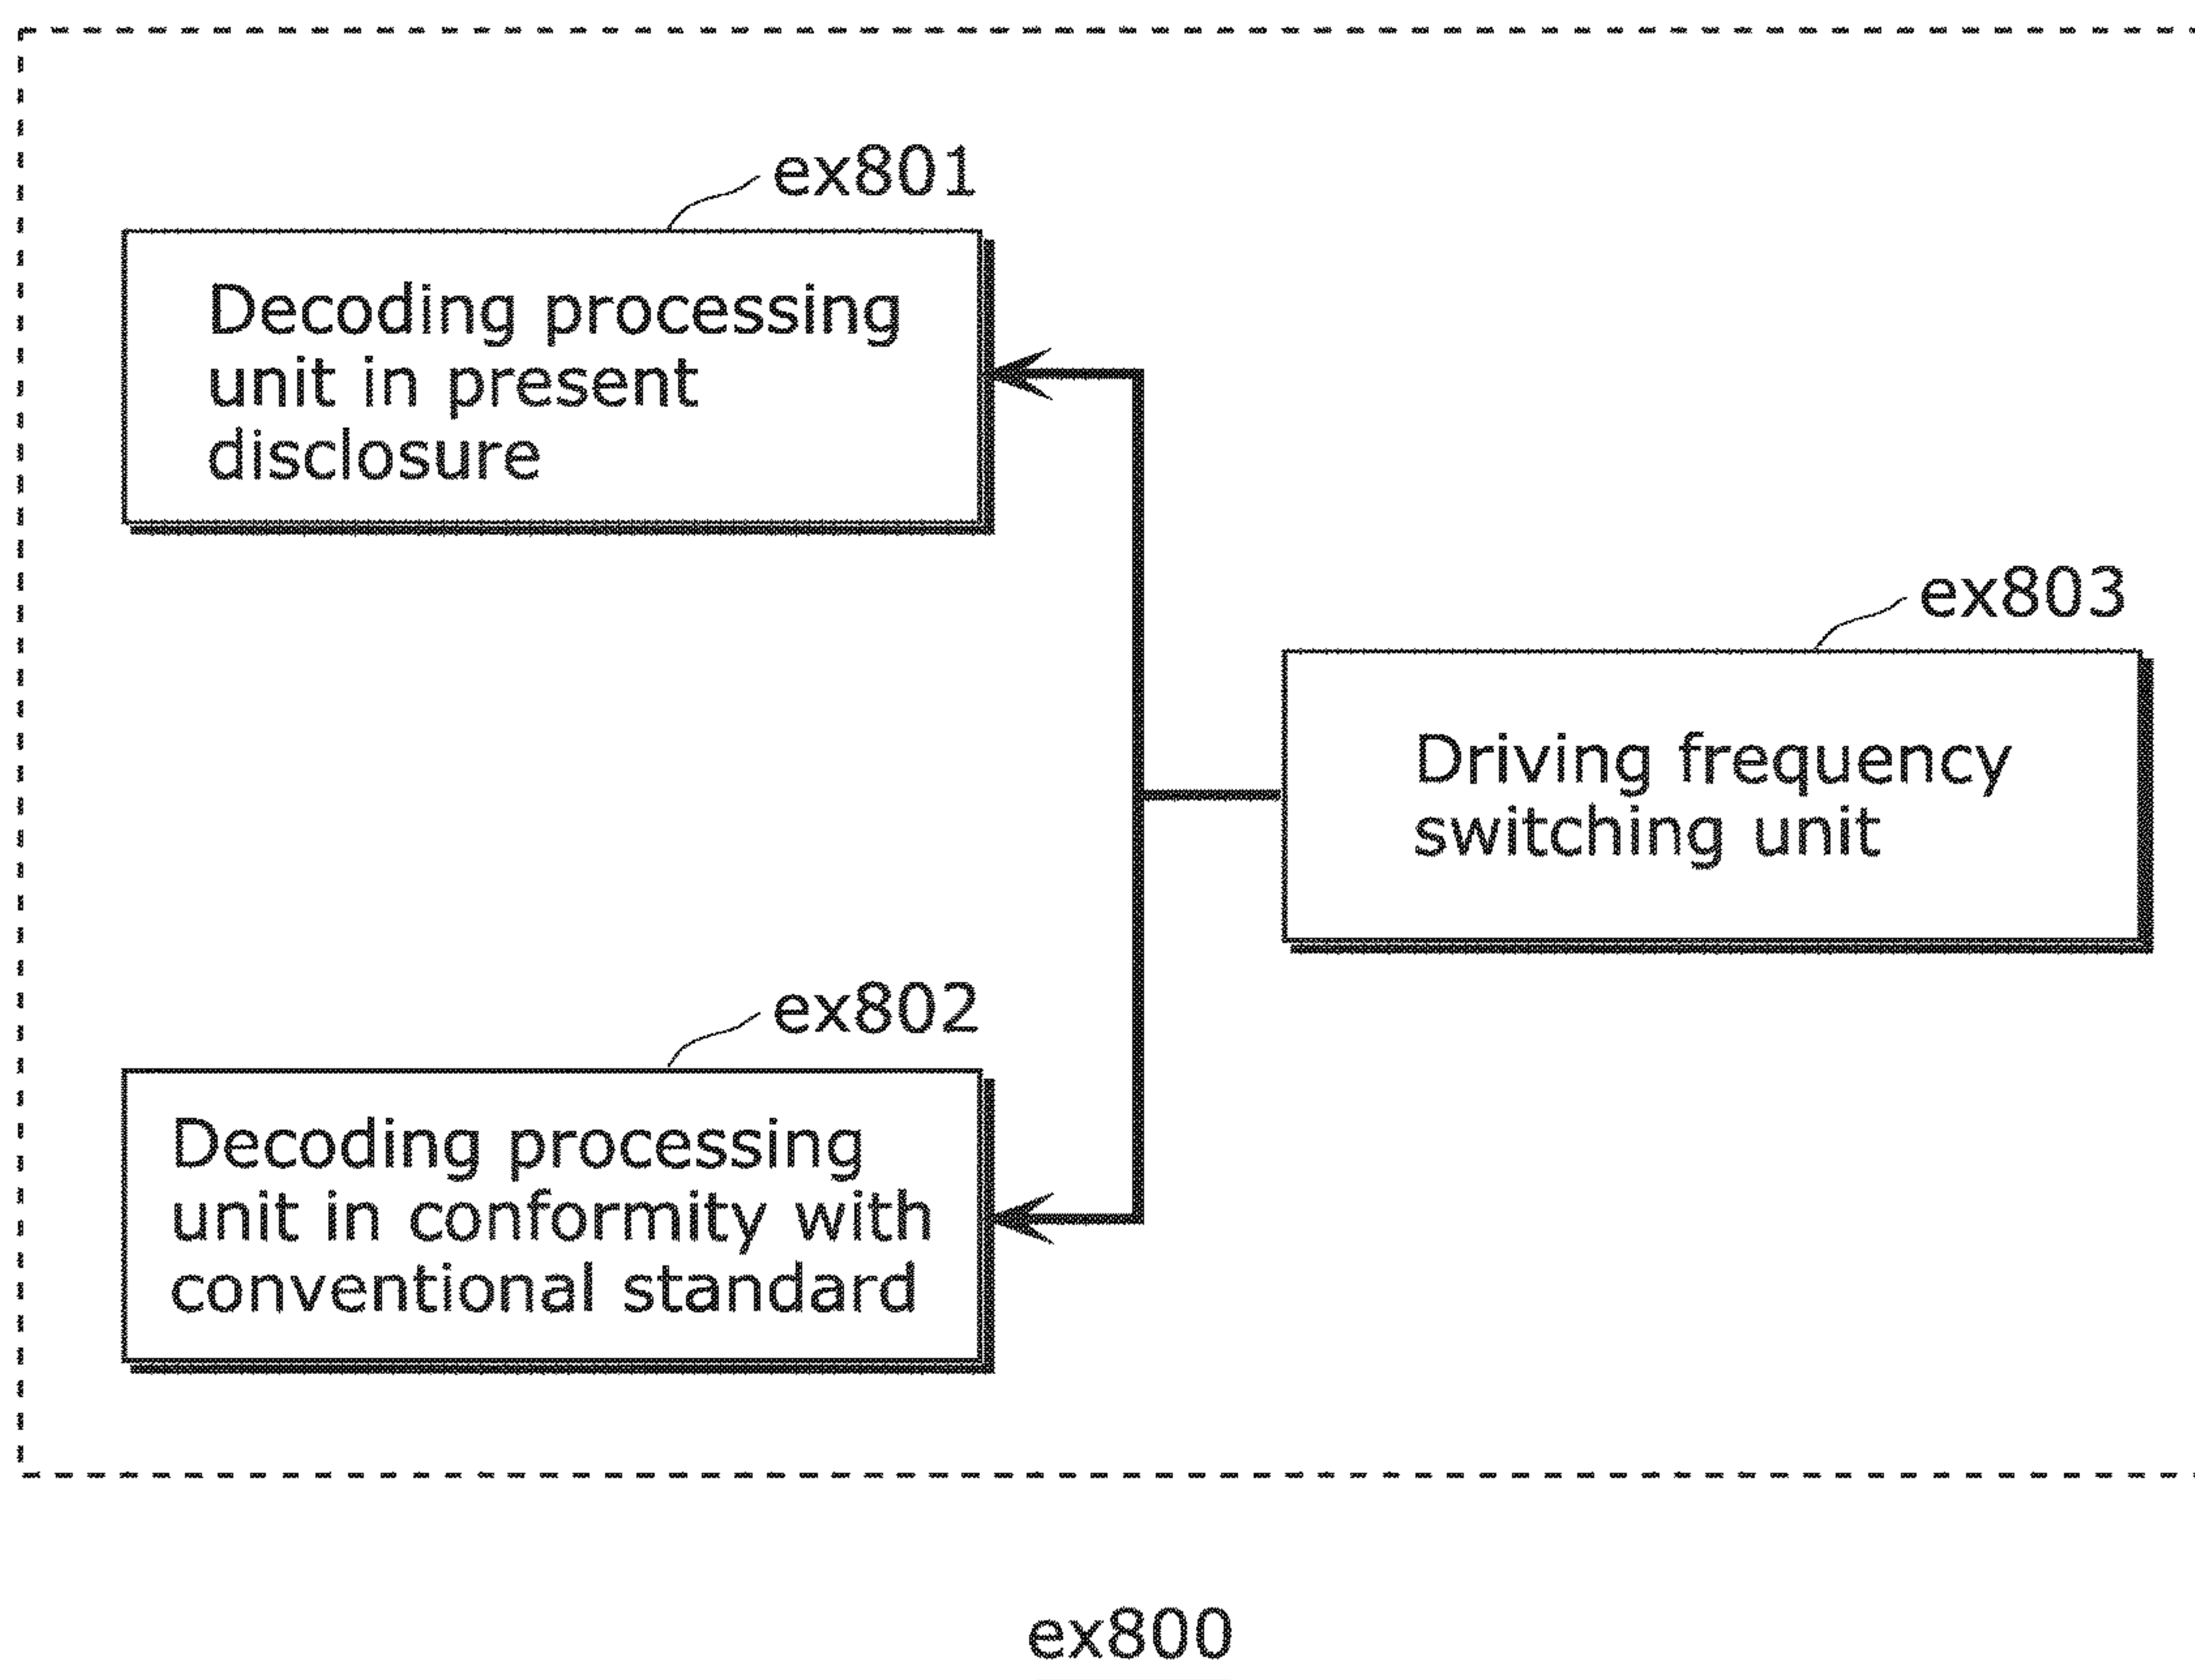 ex801
Decoding processing
unit in present
disclosure
ex803
Driving frequency
switching unit
ex802
Decoding processing
unit in conformity with
conventional standard
ex800